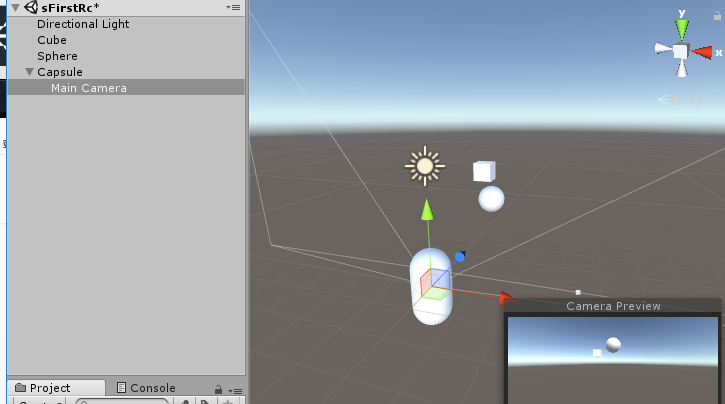 sFirstRc*
Directional Light
Cube
Sphere
Capsule
Main Camera
y
x
Persp
Camera Preview
Project
Console